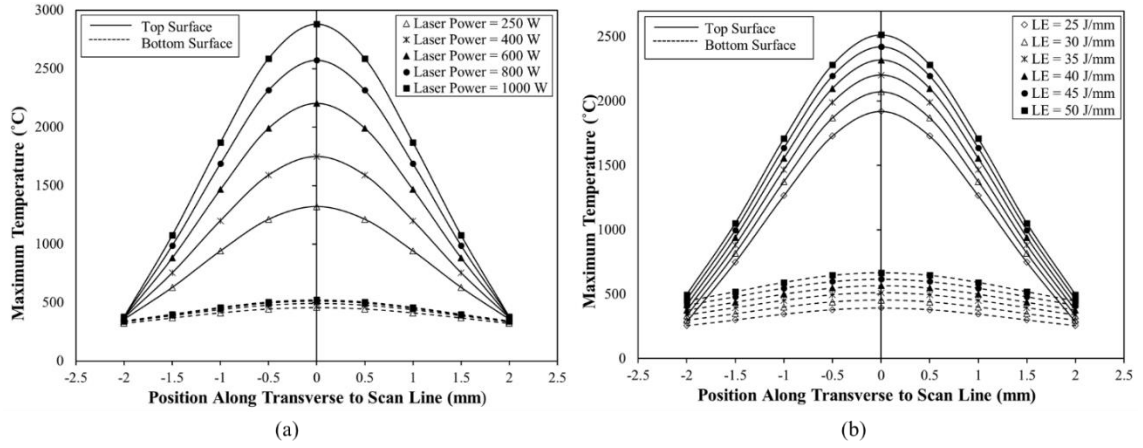 3000
2500
2000
1500
1000
500
0
Maximum Temperature (˚C)
Top Surface
Bottom Surface
Laser Power = 250 W
Laser Power = 400 W
Laser Power = 600 W
Laser Power = 800 W
Laser Power = 1000 W
-2.5 -2 -1.5 -1 -0.5 0 0.5 1 1.5 2 2.5
Position Along Transverse to Scan Line (mm)
(a)
2500
2000
1500
1000
500
0
Maximum Temperature (˚C)
Top Surface
Bottom Surface
LE = 25 J/mm
LE = 30 J/mm
LE = 35 J/mm
LE = 40 J/mm
LE = 45 J/mm
LE = 50 J/mm
-2.5 -2 -1.5 -1 -0.5 0 0.5 1 1.5 2 2.5
Position Along Transverse to Scan Line (mm)
(b)